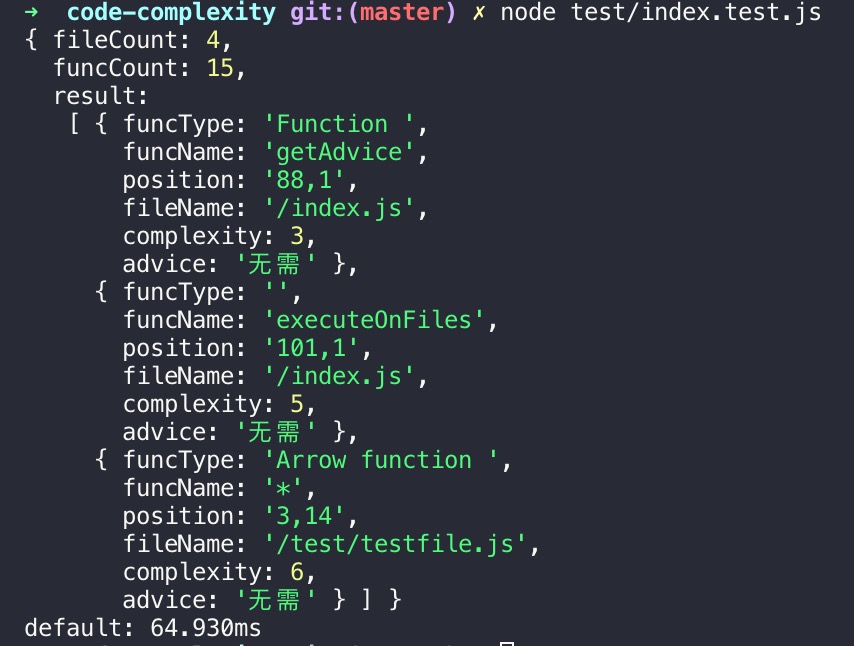 ➜  code-complexity git:(master) ✗ node test/index.test.js
{ fileCount: 4,
  funcCount: 15,
  result:
   [ { funcType: 'Function ',
       funcName: 'getAdvice',
       position: '88,1',
       fileName: '/index.js',
       complexity: 3,
       advice: '无需' },
     { funcType: '',
       funcName: 'executeOnFiles',
       position: '101,1',
       fileName: '/index.js',
       complexity: 5,
       advice: '无需' },
     { funcType: 'Arrow function ',
       funcName: '*',
       position: '3,14',
       fileName: '/test/testfile.js',
       complexity: 6,
       advice: '无需' } ] }
default: 64.930ms